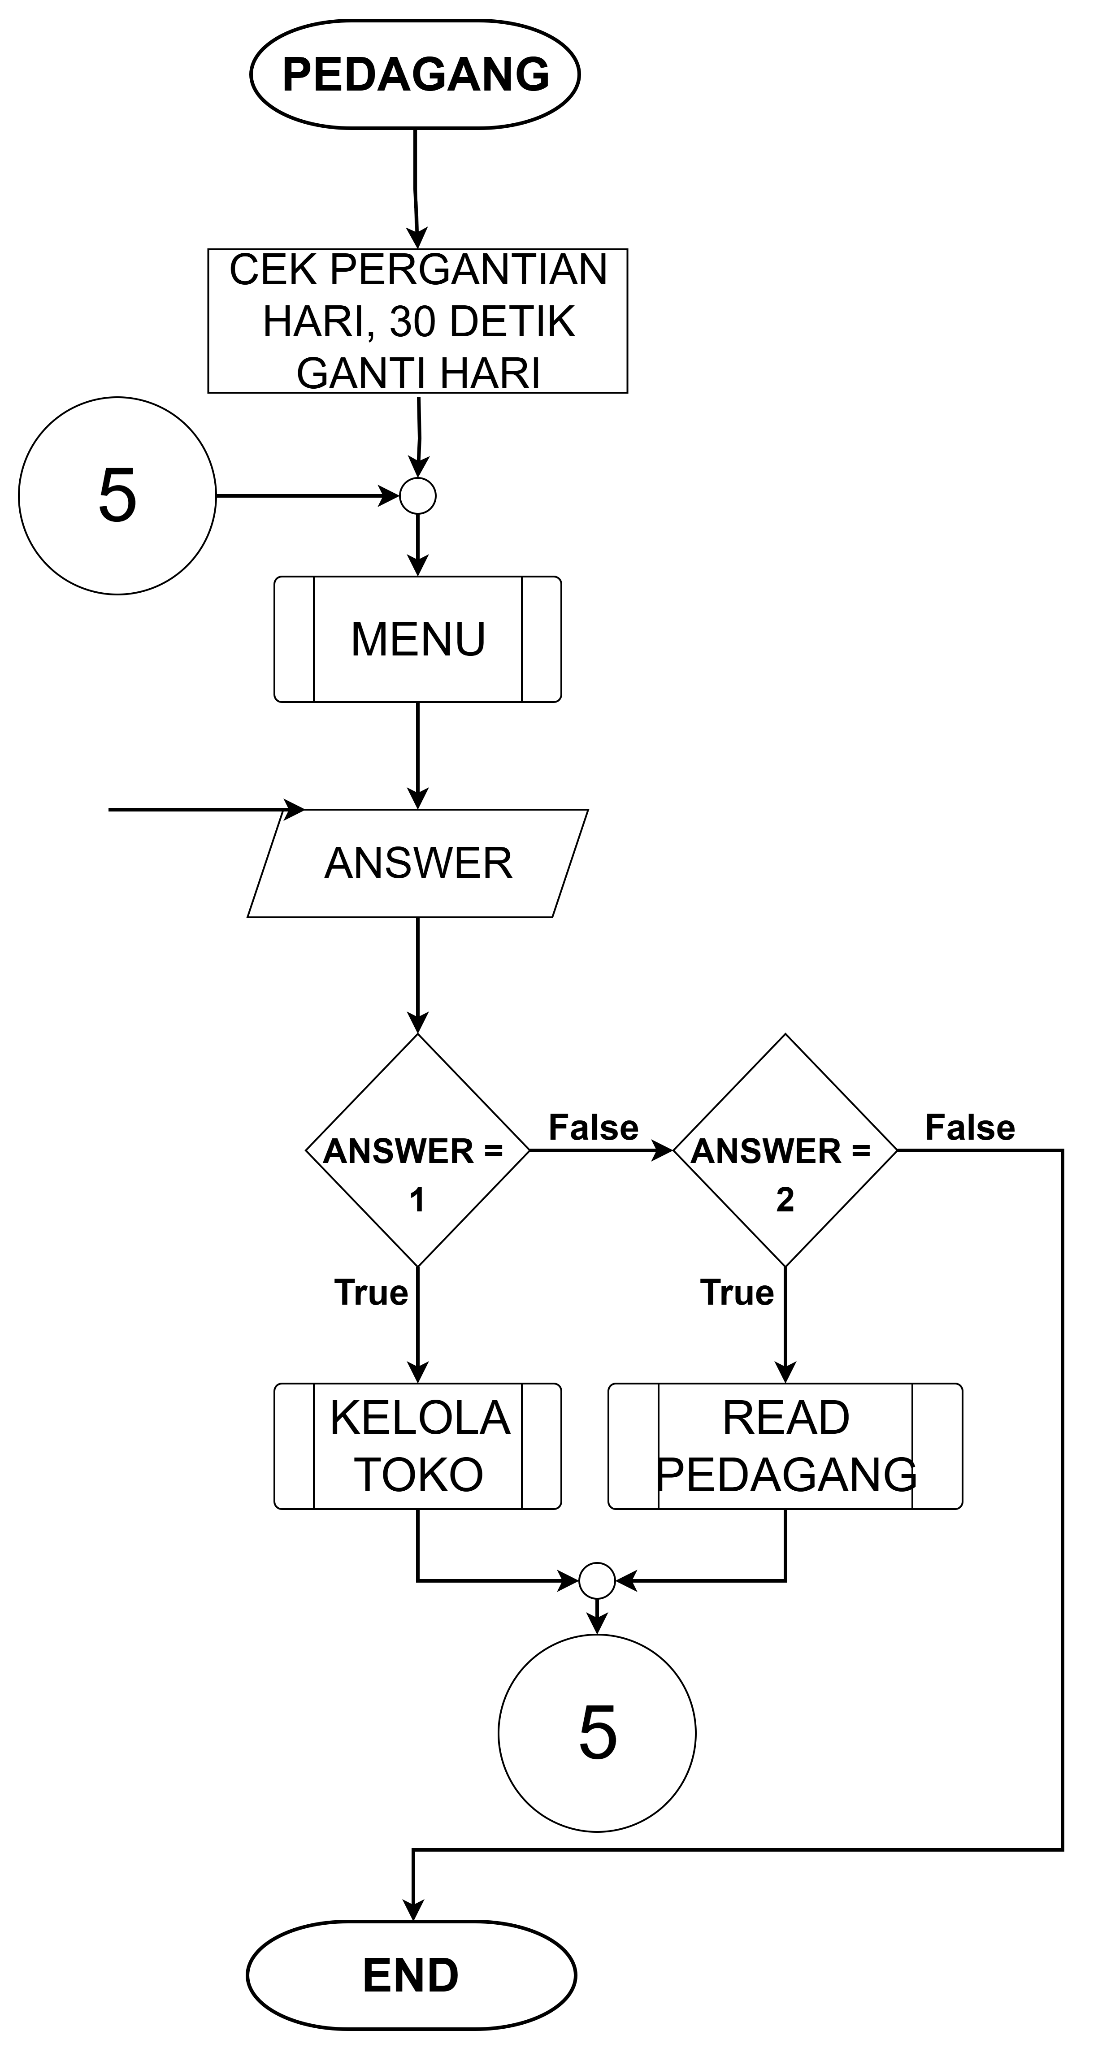 PEDAGANG
CEK PERGANTIAN
HARI, 30 DETIK
GANTI HARI
5
MENU
ANSWER
ANSWER =
1
False
ANSWER =
2
False
True
True
KELOLA
TOKO
READ
PEDAGANG
5
END